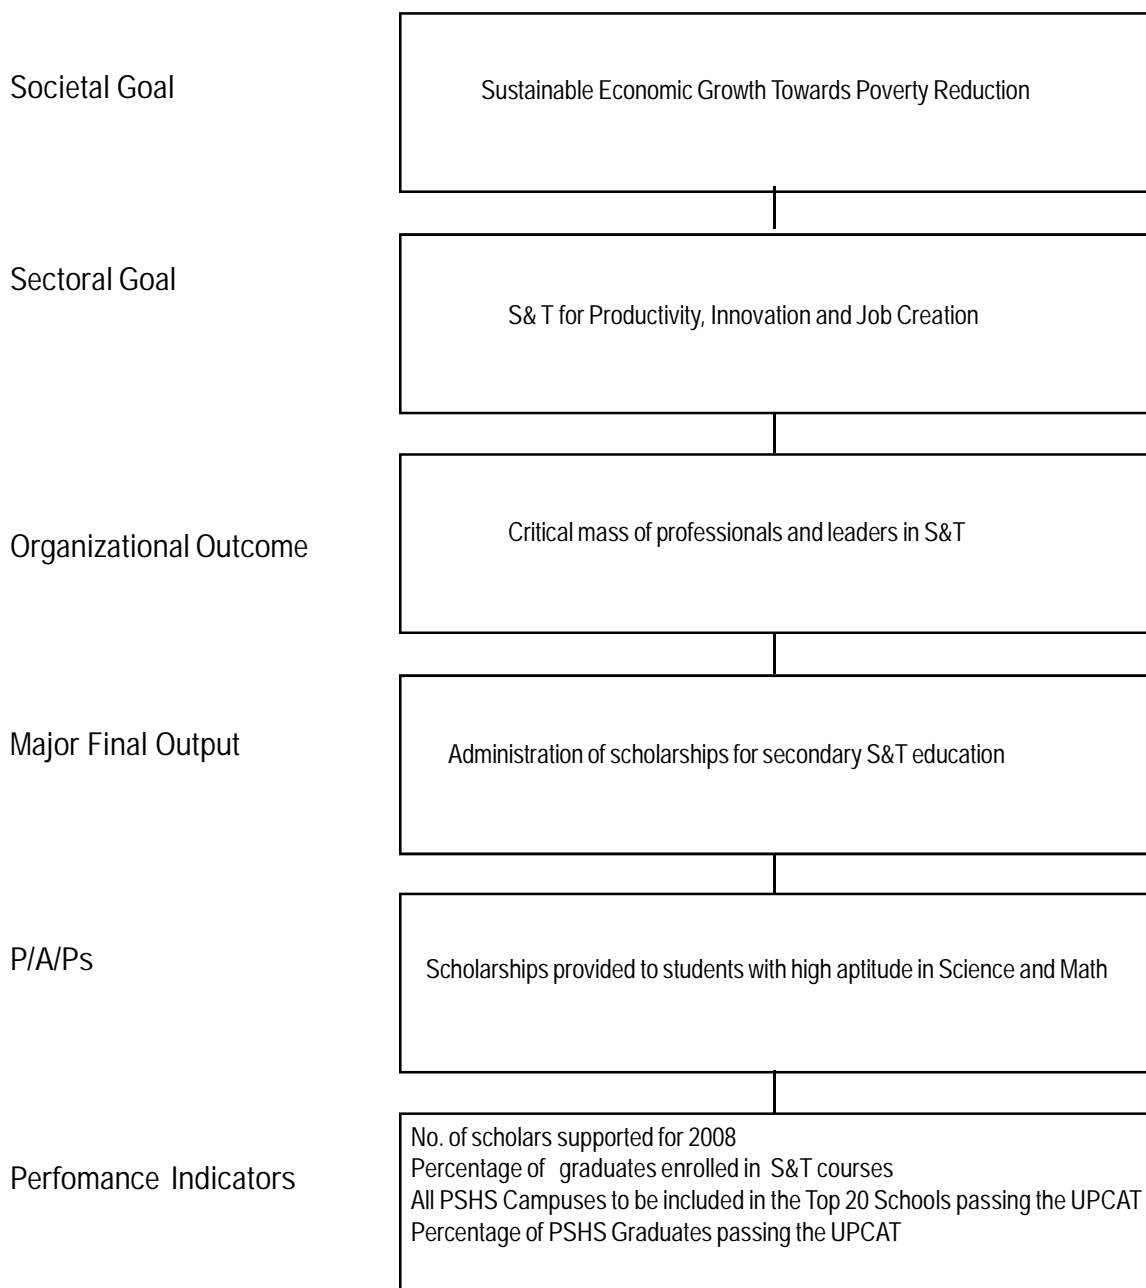 Societal Goal
Sustainable Economic Growth Towards Poverty Reduction
Sectoral Goal
S& T for Productivity, Innovation and Job Creation
Organizational Outcome
Critical mass of professionals and leaders in S&T
Major Final Output
Administration of scholarships for secondary S&T education
P/A/Ps
Scholarships provided to students with high aptitude in Science and Math
Perfomance Indicators
No. of scholars supported for 2008
Percentage of graduates enrolled in S&T courses
All PSHS Campuses to be included in the Top 20 Schools passing the UPCAT
Percentage of PSHS Graduates passing the UPCAT